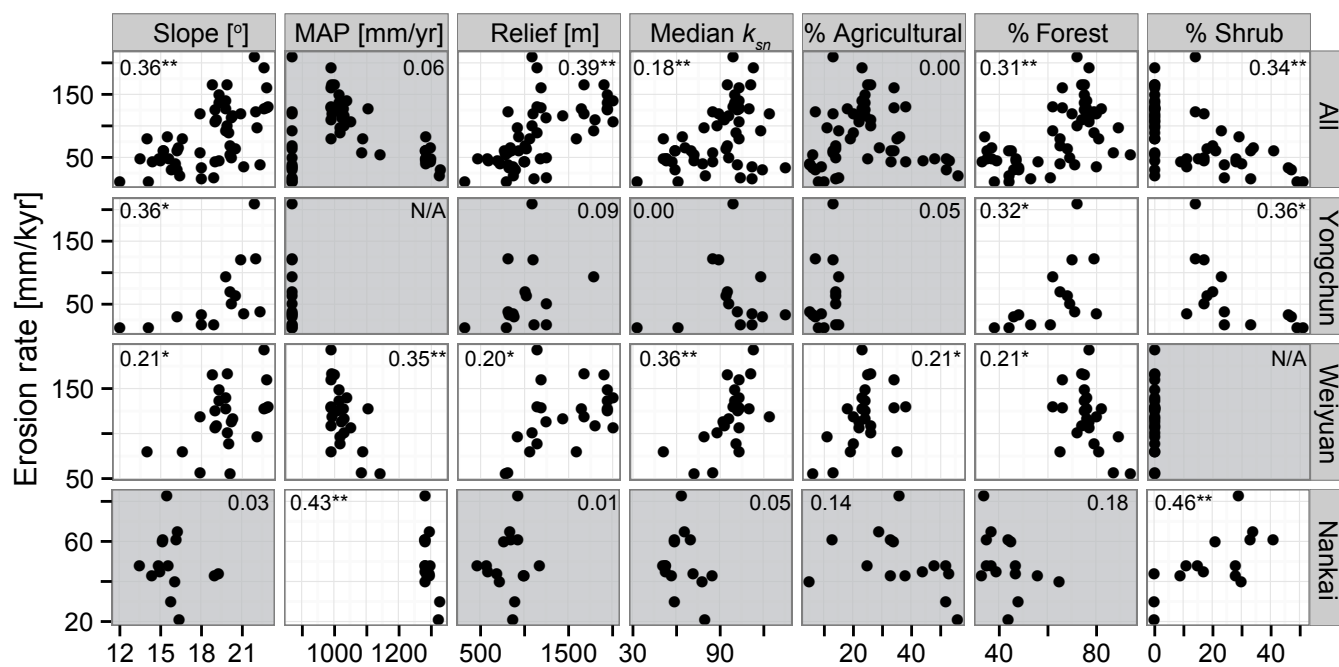 Slope [o] MAP [mm/yr] Relief [m] Median ksn % Agricultural % Forest % Shrub
0.36** 0.06 0.39** 0.18** 0.00 0.31** 0.34**
150
50
All
0.36* N/A 0.09 0.00 0.05 0.32* 0.36*
150
50
Yongchun
Erosion rate [mm/kyr]
0.21* 0.35** 0.20* 0.36** 0.21* 0.21* N/A
150
50
Weiyuan
0.03 0.43** 0.01 0.05 0.14 0.18 0.46**
60
20
Nankai
12 15 18 21 1000 1200 500 1500 30 90 20 40 40 60 80 0 20 40